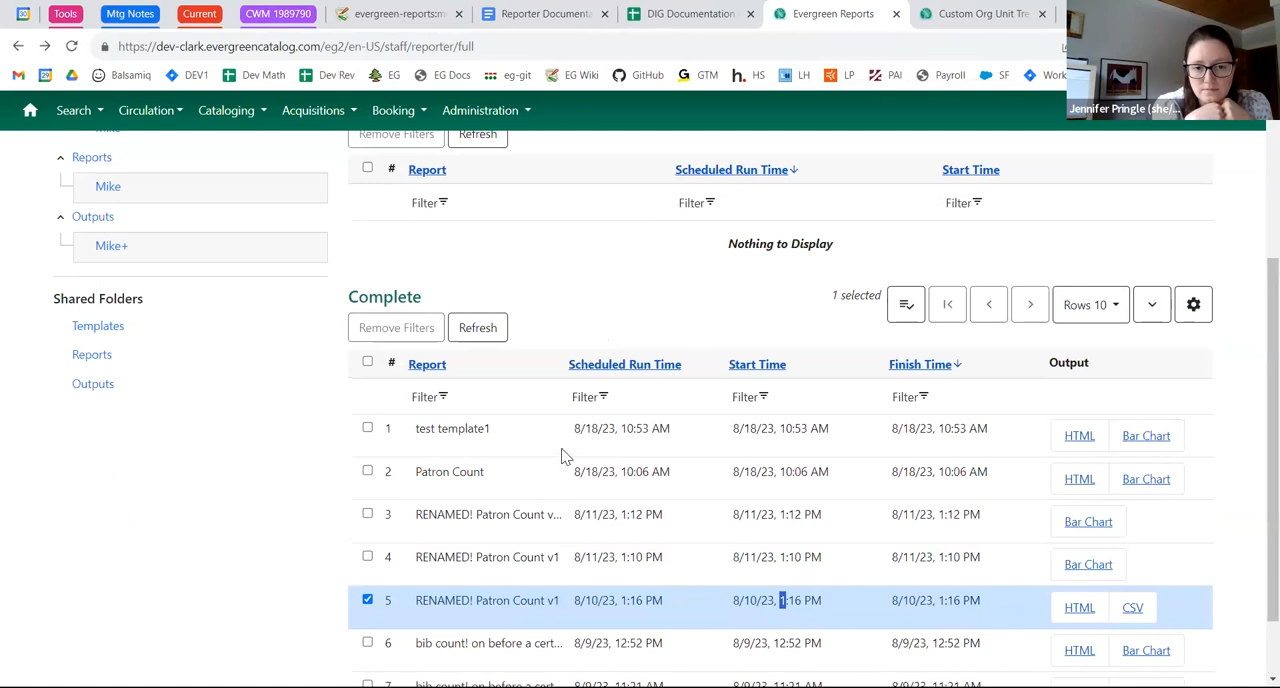 Tools Mtg Notes Current CWM 1989790 evergreen-reports:m Reporter Documenta DIG Documentation Evergreen Reports Custom Org Unit Tre
https://dev-clark.evergreencatalog.com/eg2/en-US/staff/reporter/full
Balsamiq DEV1 Dev Math Dev Rev EG EG Docs eg-git EG Wiki GitHub GTM HS LH LP PAI Payroll SF Work
Jennifer Pringle (she/...
Search Circulation Cataloging Acquisitions Booking Administration
Remove Filters Refresh
Reports
Mike
Outputs
Mike+
Shared Folders
Templates
Reports
Outputs
# Report Scheduled Run Time Start Time
Filter Filter Filter
Nothing to Display
Complete
1 selected
Rows 10
Remove Filters Refresh
# Report Scheduled Run Time Start Time Finish Time Output
Filter Filter Filter Filter
1 test template1 8/18/23, 10:53 AM 8/18/23, 10:53 AM 8/18/23, 10:53 AM HTML Bar Chart
2 Patron Count 8/18/23, 10:06 AM 8/18/23, 10:06 AM 8/18/23, 10:06 AM HTML Bar Chart
3 RENAMED! Patron Count v... 8/11/23, 1:12 PM 8/11/23, 1:12 PM 8/11/23, 1:12 PM Bar Chart
4 RENAMED! Patron Count v1 8/11/23, 1:10 PM 8/11/23, 1:10 PM 8/11/23, 1:10 PM Bar Chart
5 RENAMED! Patron Count v1 8/10/23, 1:16 PM 8/10/23, 1:16 PM 8/10/23, 1:16 PM HTML CSV
6 bib count! on before a cert... 8/9/23, 12:52 PM 8/9/23, 12:52 PM 8/9/23, 12:52 PM HTML Bar Chart